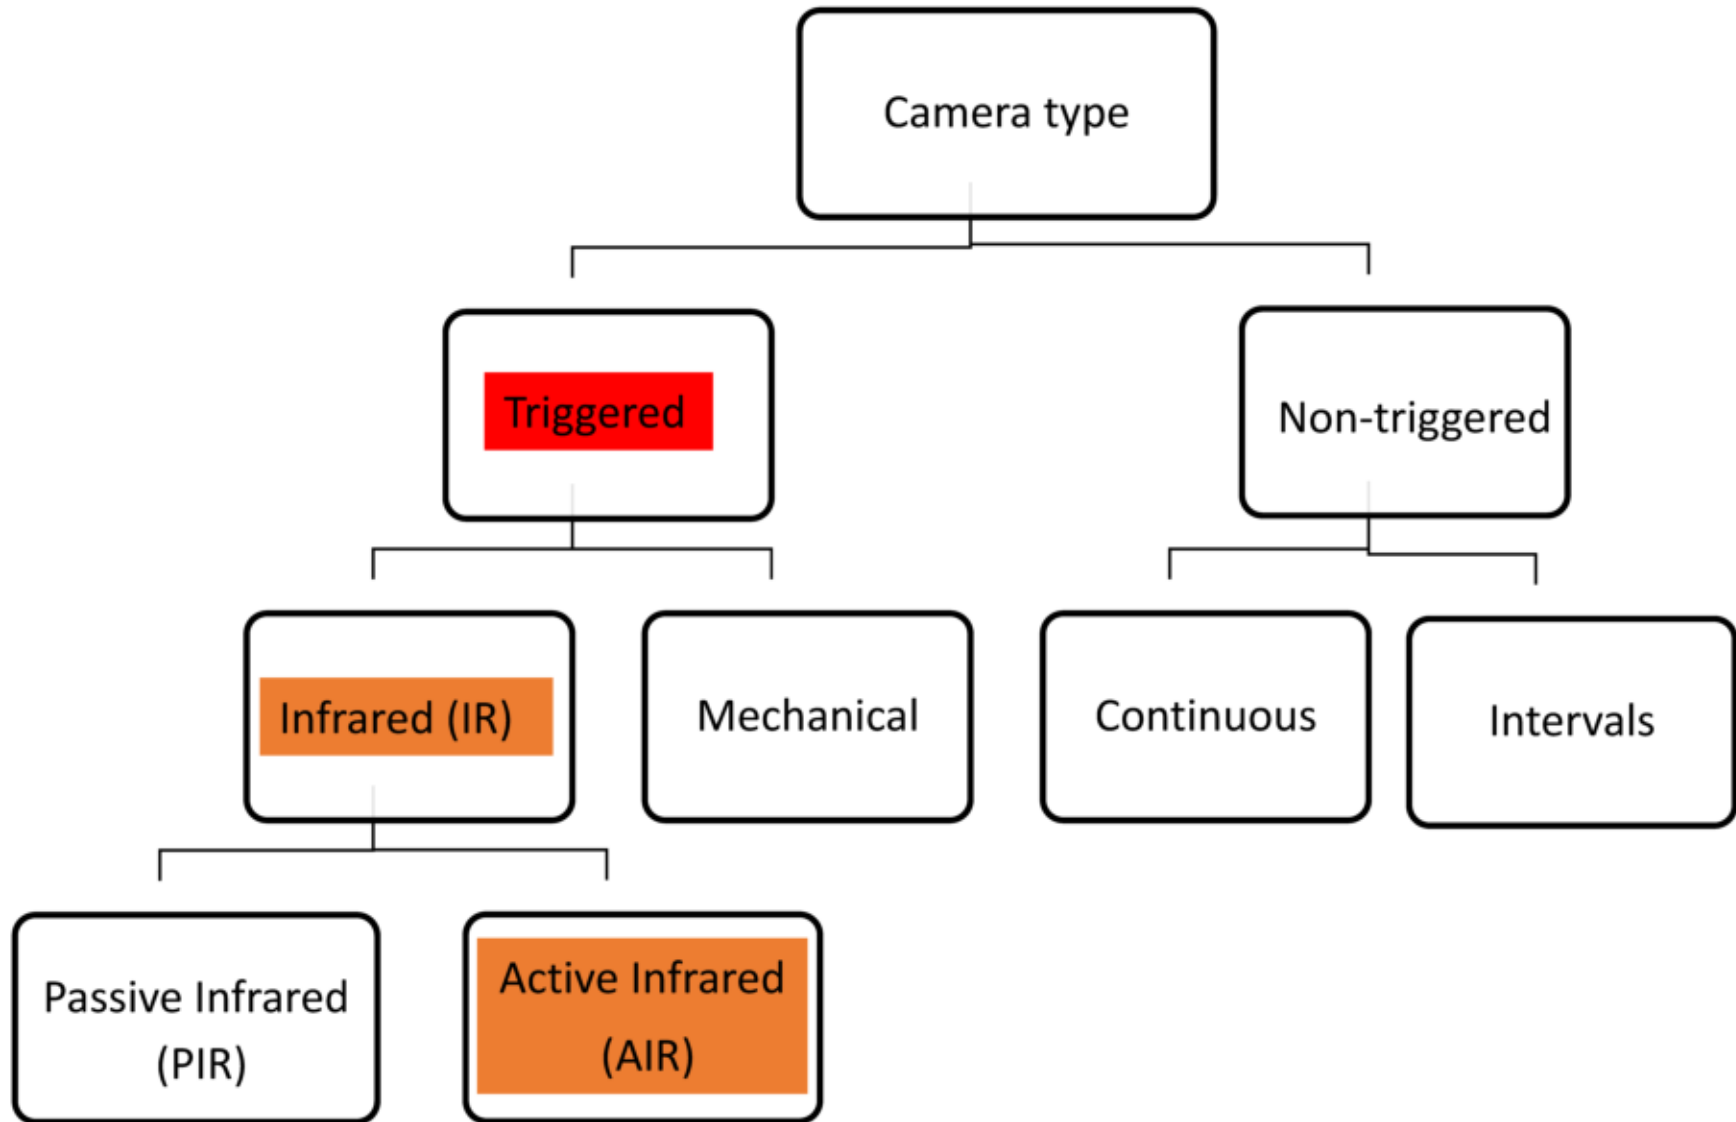 Camera type
Triggered
Non-triggered
Infrared (IR)
Mechanical
Continuous
Intervals
Passive Infrared
(PIR)
Active Infrared
(AIR)